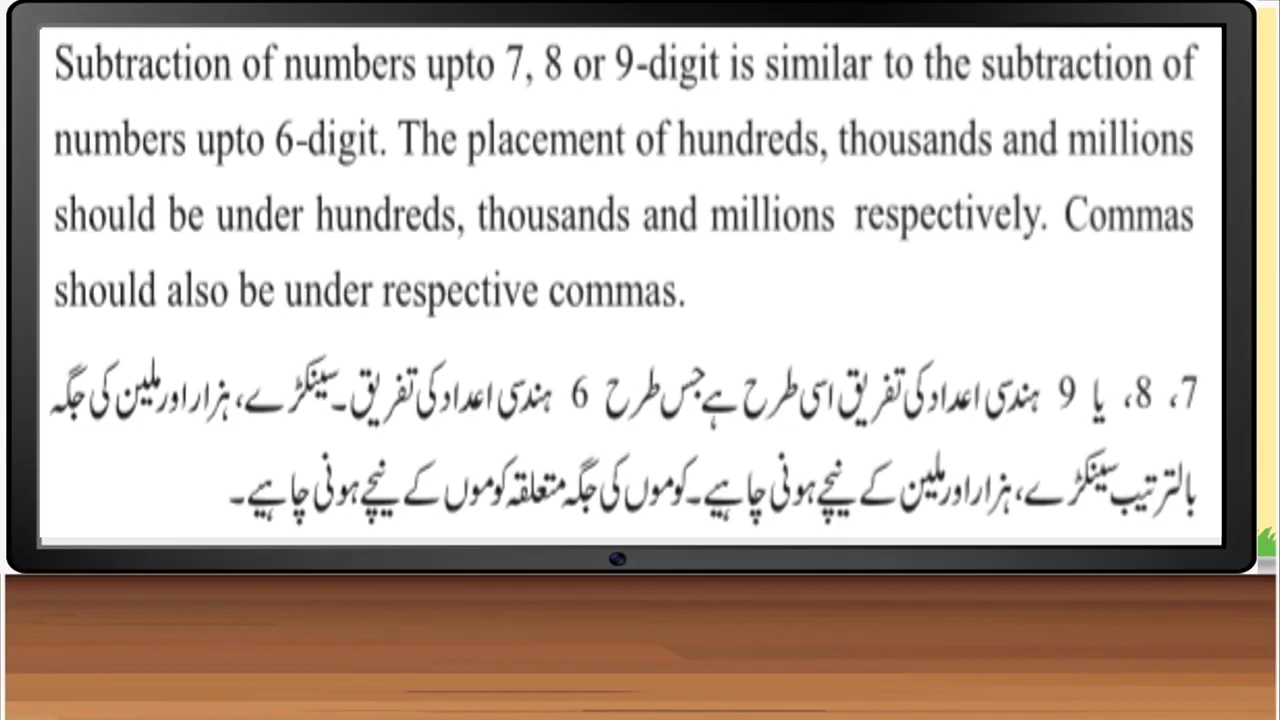 Subtraction of numbers upto 7, 8 or 9-digit is similar to the subtraction of
numbers upto 6-digit. The placement of hundreds, thousands and millions
should be under hundreds, thousands and millions respectively. Commas
should also be under respective commas.
7، 8، یا 9 ہندسی اعداد کی تفریق اسی طرح ہے جس طرح 6 ہندسی اعداد کی تفریق۔ سینکڑے، ہزار اور ملین کی جگہ
بالترتیب سینکڑے، ہزار اور ملین کے نیچے ہونی چاہیے۔ کوموں کی جگہ متعلقہ کوموں کے نیچے ہونی چاہیے۔